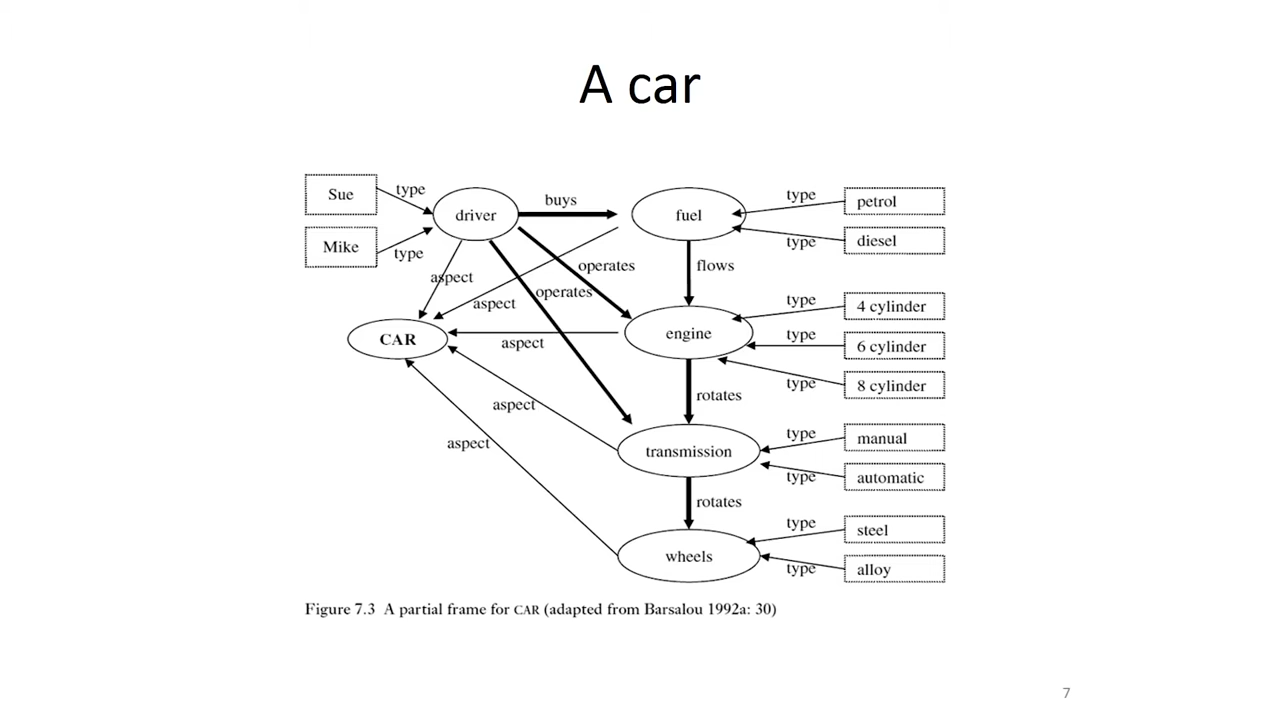 A car
Sue
type
driver
buys
fuel
type
petrol
Mike
type
type
diesel
aspect
operates
flows
aspect
operates
type
4 cylinder
CAR
aspect
engine
type
6 cylinder
type
8 cylinder
aspect
rotates
aspect
transmission
type
manual
type
automatic
rotates
type
steel
wheels
type
alloy
Figure 7.3 A partial frame for CAR (adapted from Barsalou 1992a: 30)
7